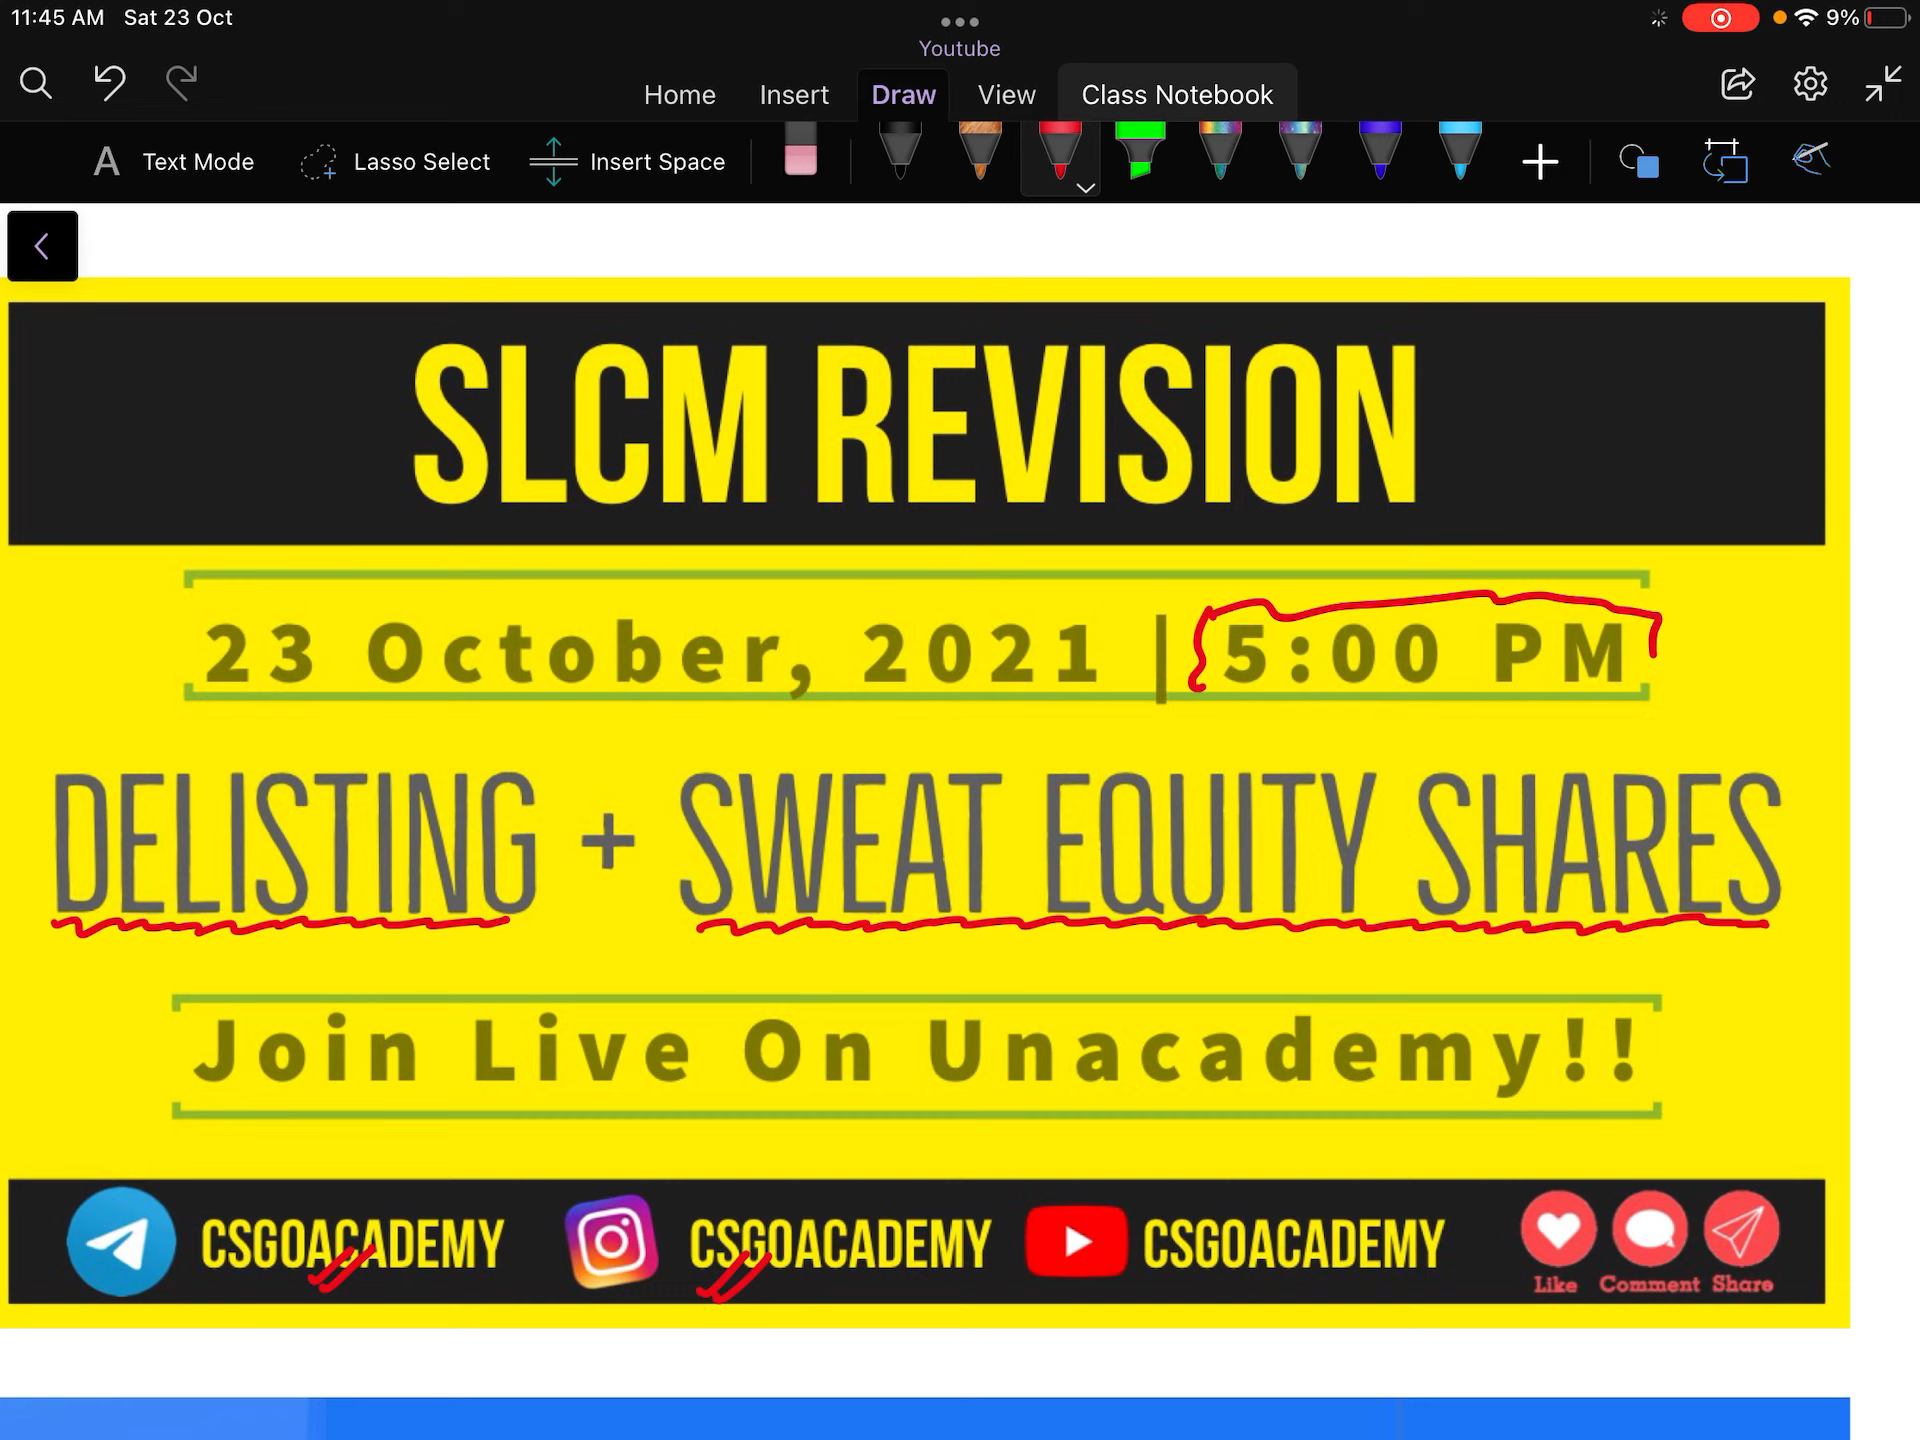 11:45 AM Sat 23 Oct
9%
Youtube
Home Insert Draw View Class Notebook
A Text Mode Lasso Select Insert Space
SLCM REVISION
23 October, 2021 | 5:00 PM
DELISTING + SWEAT EQUITY SHARES
Join Live On Unacademy!!
CSGOACADEMY CSGOACADEMY CSGOACADEMY
Like Comment Share